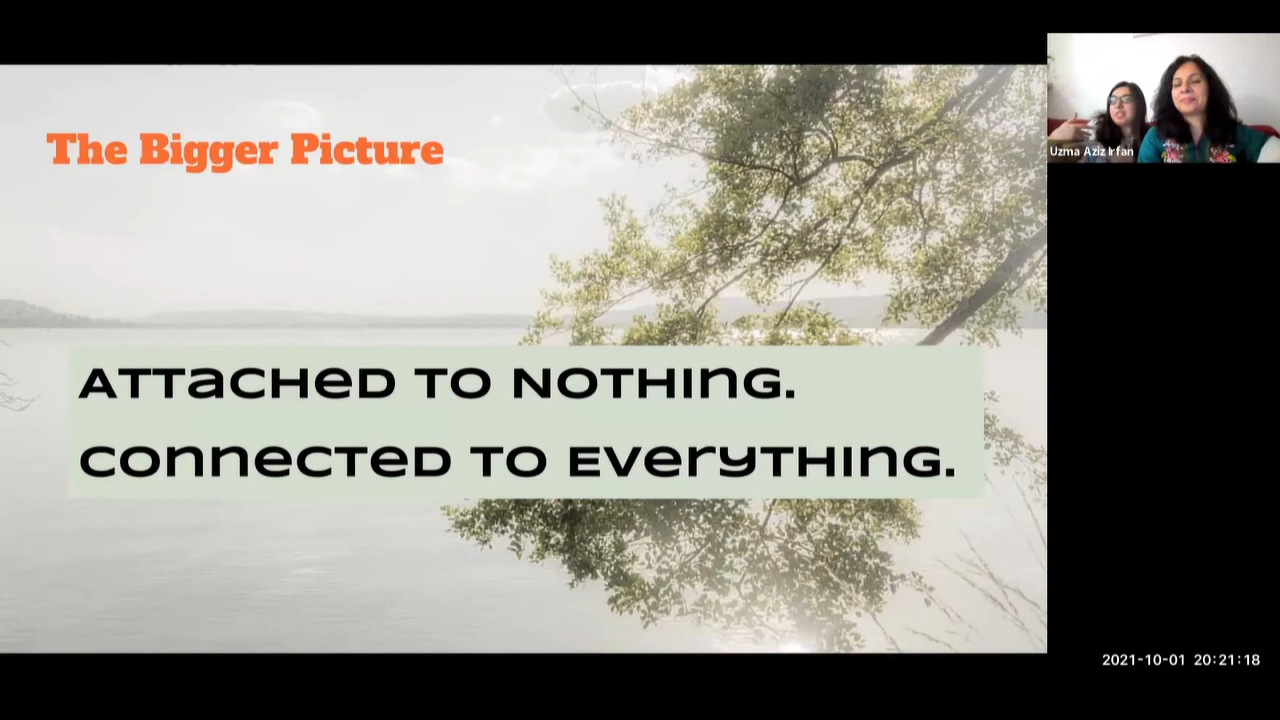 The Bigger Picture
Attached to Nothing.
Connected to Everything.
Uzma Aziz Irfan
2021-10-01 20:21:18